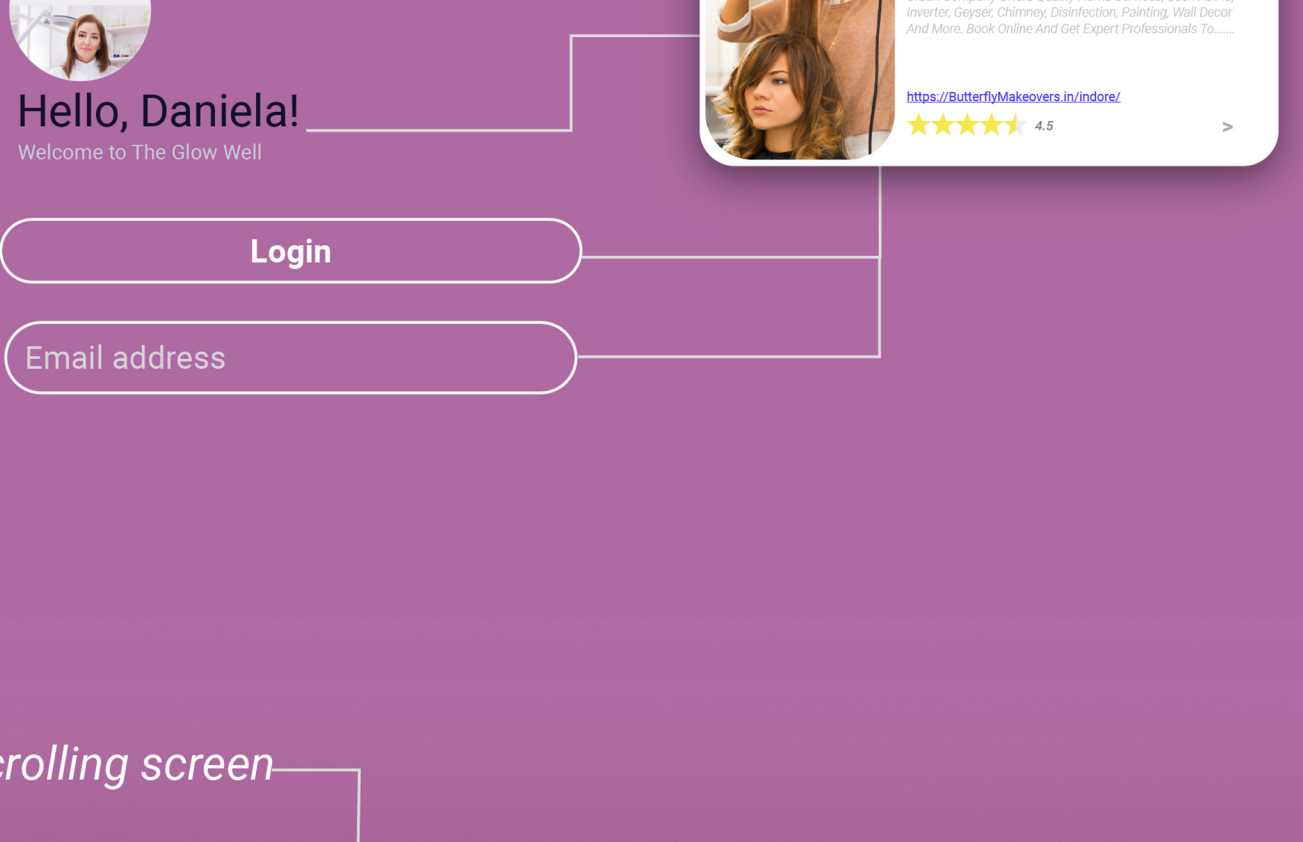 Inverter, Geyser, Chimney, Disinfection, Painting, Wall Decor
And More. Book Online And Get Expert Professionals To.......
https://ButterflyMakeovers.in/indore/
4.5
>
Hello, Daniela!
Welcome to The Glow Well
Login
Email address
crolling screen